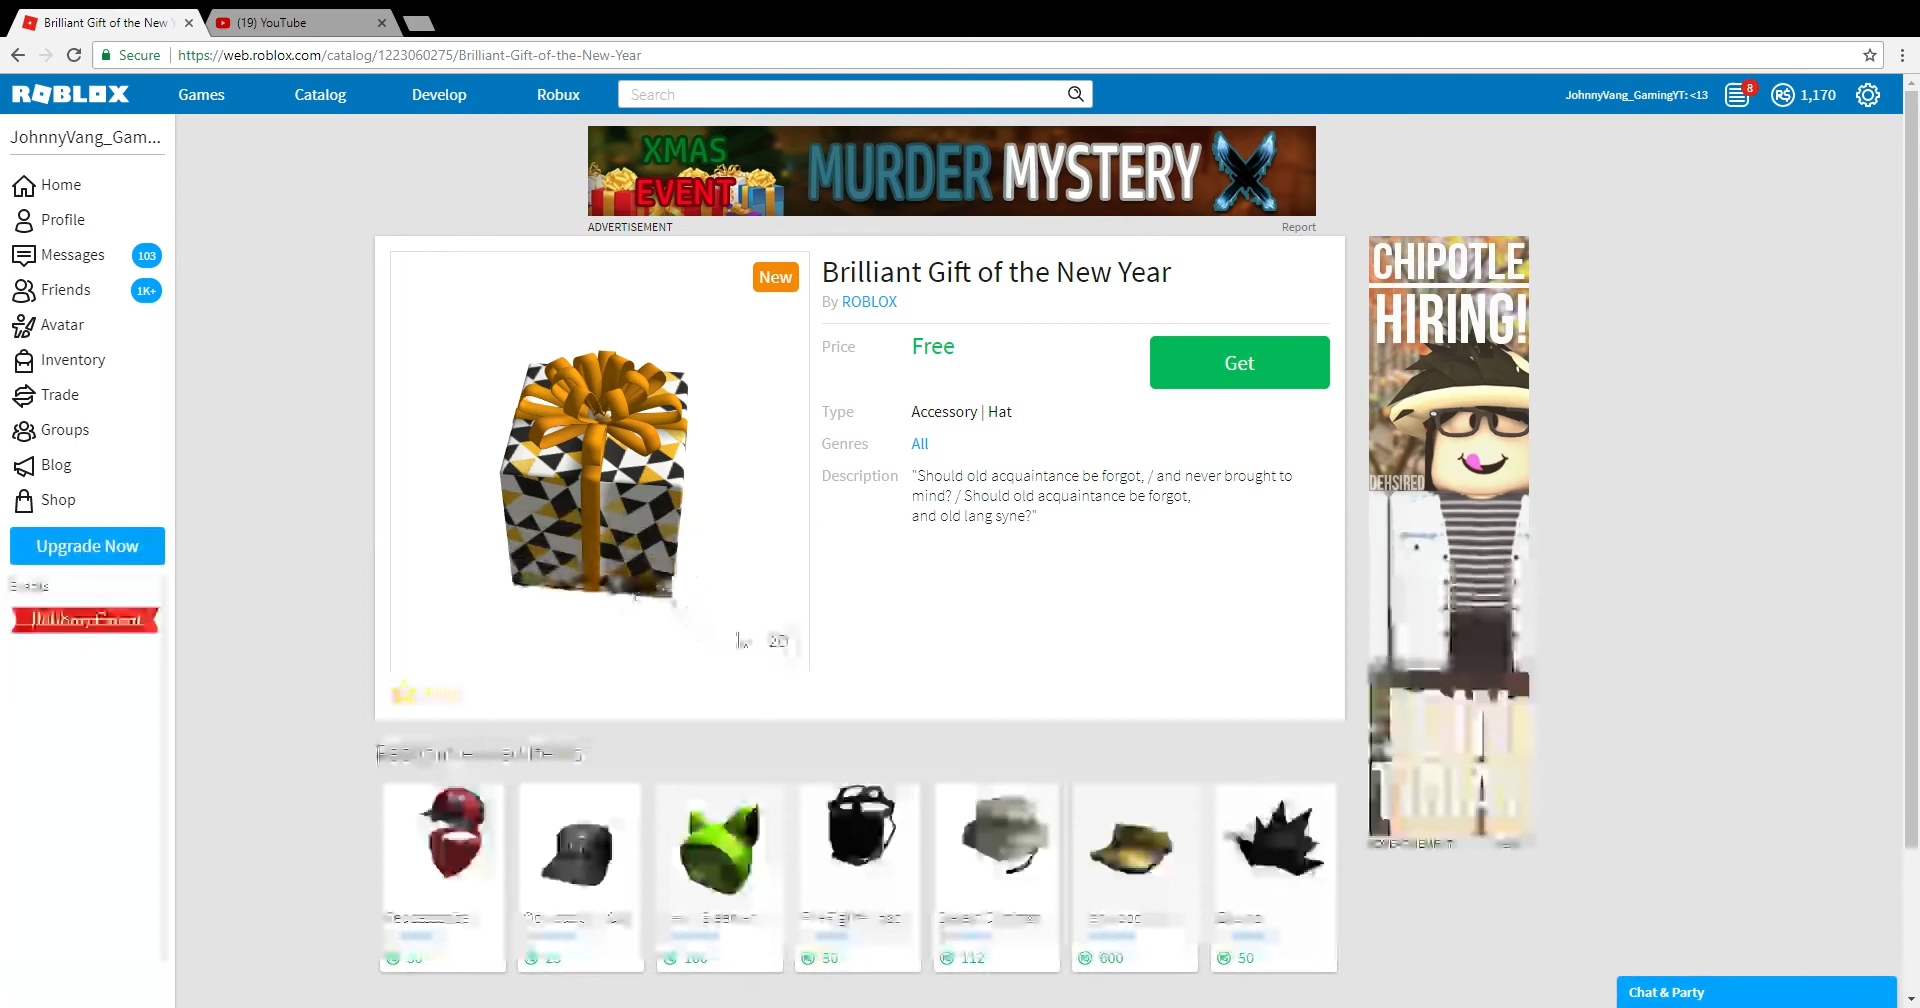 Brilliant Gift of the New Y
(19) YouTube
Secure
https://web.roblox.com/catalog/1223060275/Brilliant-Gift-of-the-New-Year
ROBLOX
Games
Catalog
Develop
Robux
Search
JohnnyVang_GamingYT: <13
8
R$ 1,170
JohnnyVang_Gam...
Home
Profile
Messages
103
Friends
1K+
Avatar
Inventory
Trade
Groups
Blog
Shop
Upgrade Now
Events
XMAS
EVENT
MURDER MYSTERY
ADVERTISEMENT
Report
New
Brilliant Gift of the New Year
By ROBLOX
Price
Free
Get
Type
Accessory | Hat
Genres
All
Description
"Should old acquaintance be forgot, / and never brought to
mind? / Should old acquaintance be forgot,
and old lang syne?"
2D
CHIPOTLE
HIRING!
DEHSIRED
Recommended Items
112
600
50
Chat & Party